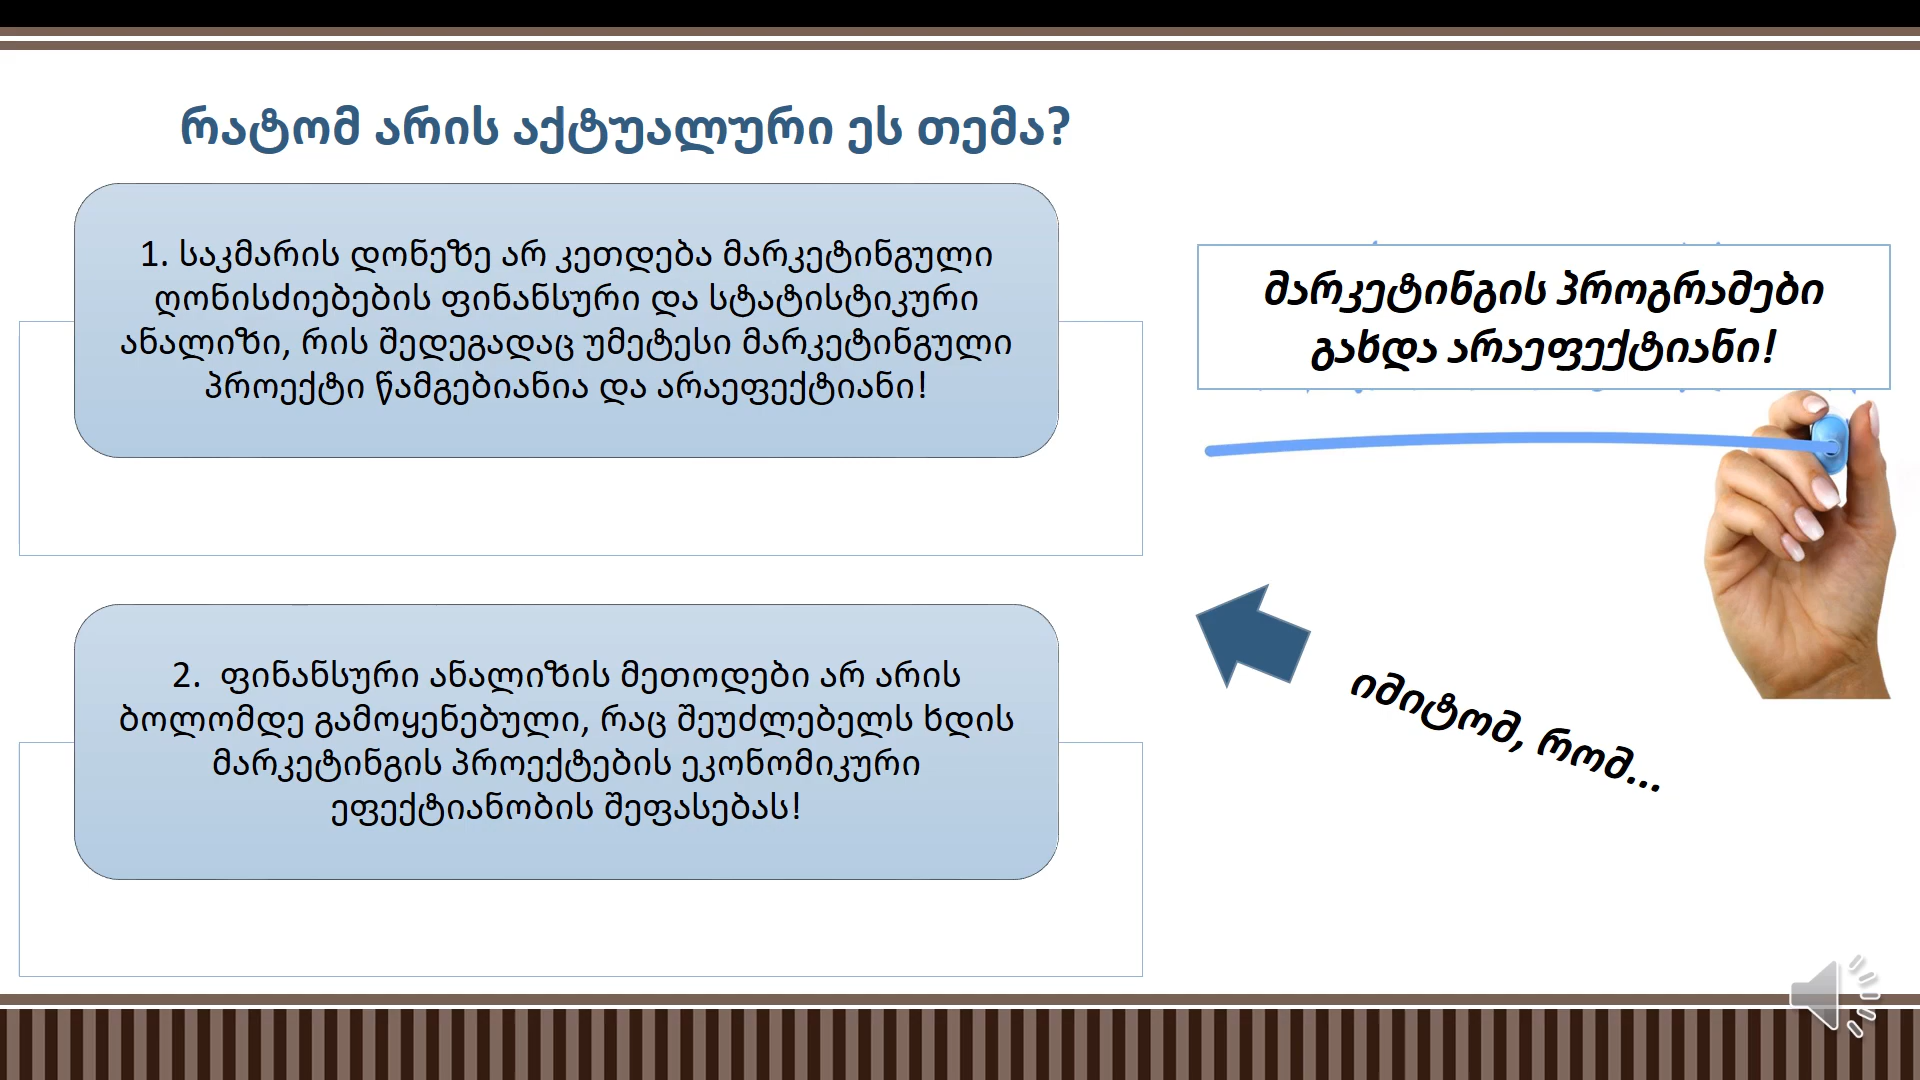 რატომ არის აქტუალური ეს თემა?
1. საკმარის დონეზე არ კეთდება მარკეტინგული
ღონისძიებების ფინანსური და სტატისტიკური
ანალიზი, რის შედეგადაც უმეტესი მარკეტინგული
პროექტი წამგებიანია და არაეფექტიანი!
მარკეტინგის პროგრამები
გახდა არაეფექტიანი!
2. ფინანსური ანალიზის მეთოდები არ არის
ბოლომდე გამოყენებული, რაც შეუძლებელს ხდის
მარკეტინგის პროექტების ეკონომიკური
ეფექტიანობის შეფასებას!
იმიტომ, რომ...